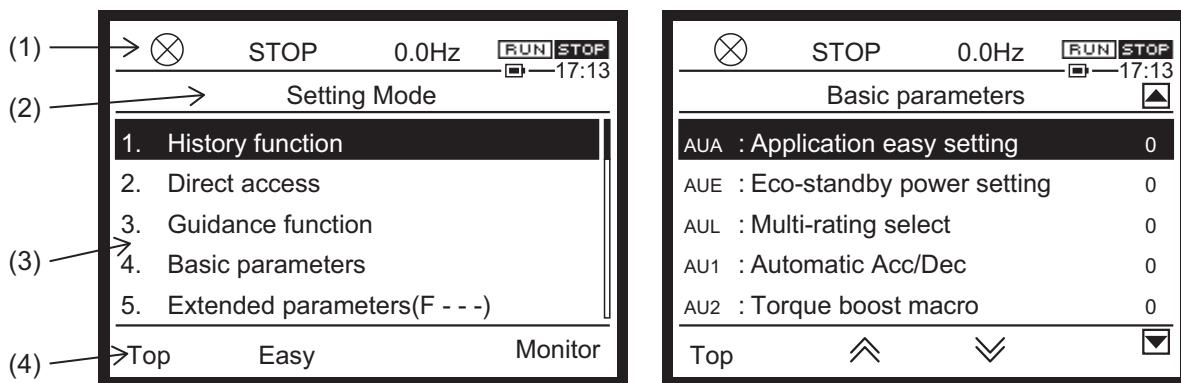 (1)
STOP 0.0Hz RUN STOP
17:13
(2)
Setting Mode
1. History function
2. Direct access
3. Guidance function
(3)
4. Basic parameters
5. Extended parameters(F - - -)
(4)
Top Easy Monitor
STOP 0.0Hz RUN STOP
17:13
Basic parameters
AUA : Application easy setting 0
AUE : Eco-standby power setting 0
AUL : Multi-rating select 0
AU1 : Automatic Acc/Dec 0
AU2 : Torque boost macro 0
Top